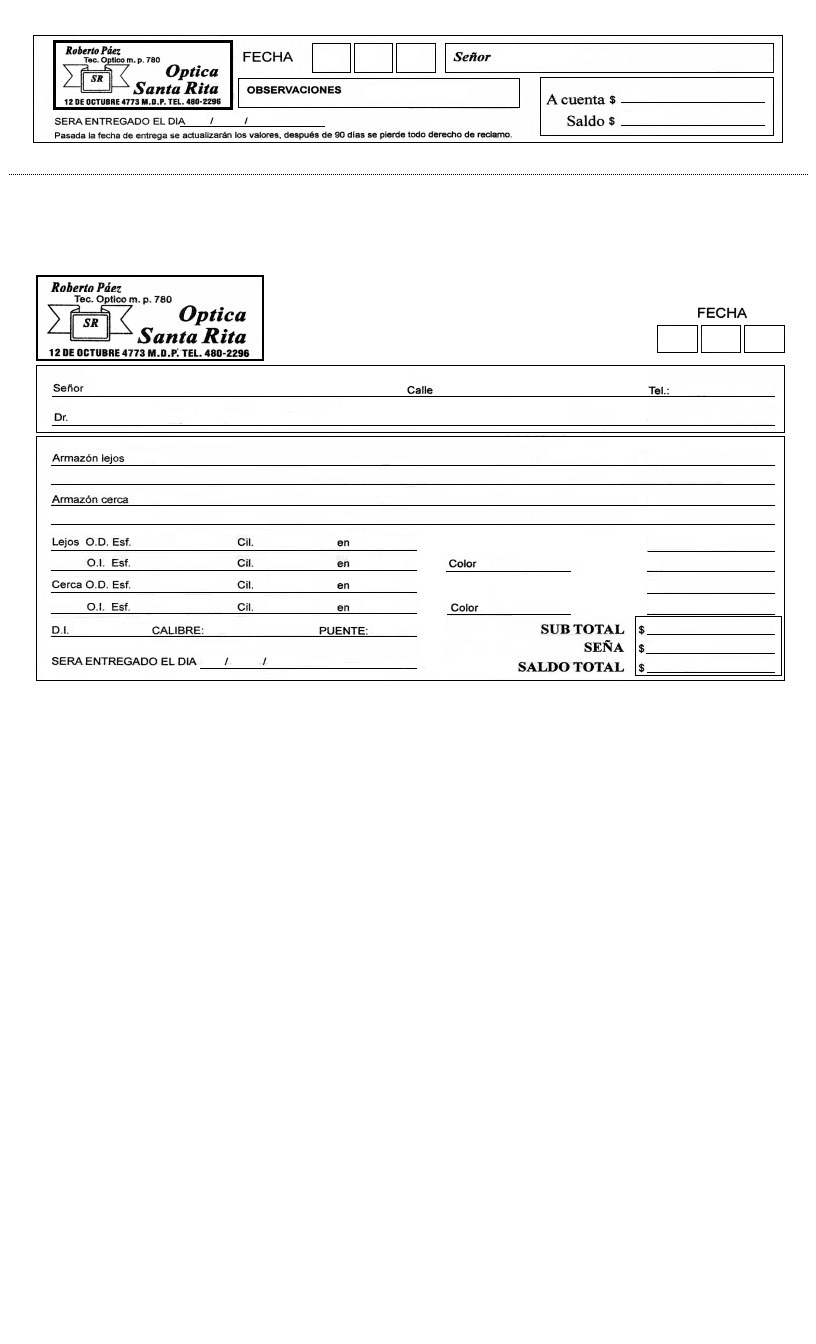 Roberto Páez
Tec. Optico m. p. 780
SR
Optica
Santa Rita
12 DE OCTUBRE 4773 M.D.P. TEL. 480-2296
FECHA
Señor
OBSERVACIONES
A cuenta $
Saldo $
SERA ENTREGADO EL DIA / /
Pasada la fecha de entrega se actualizarán los valores, después de 90 días se pierde todo derecho de reclamo.
Roberto Páez
Tec. Optico m. p. 780
SR
Optica
Santa Rita
12 DE OCTUBRE 4773 M.D.P. TEL. 480-2296
FECHA
Señor Calle Tel.:
Dr.
Armazón lejos
Armazón cerca
Lejos O.D. Esf. Cil. en
O.I. Esf. Cil. en Color
Cerca O.D. Esf. Cil. en
O.I. Esf. Cil. en Color
D.I. CALIBRE: PUENTE: SUB TOTAL $
SEÑA $
SERA ENTREGADO EL DIA / / SALDO TOTAL $